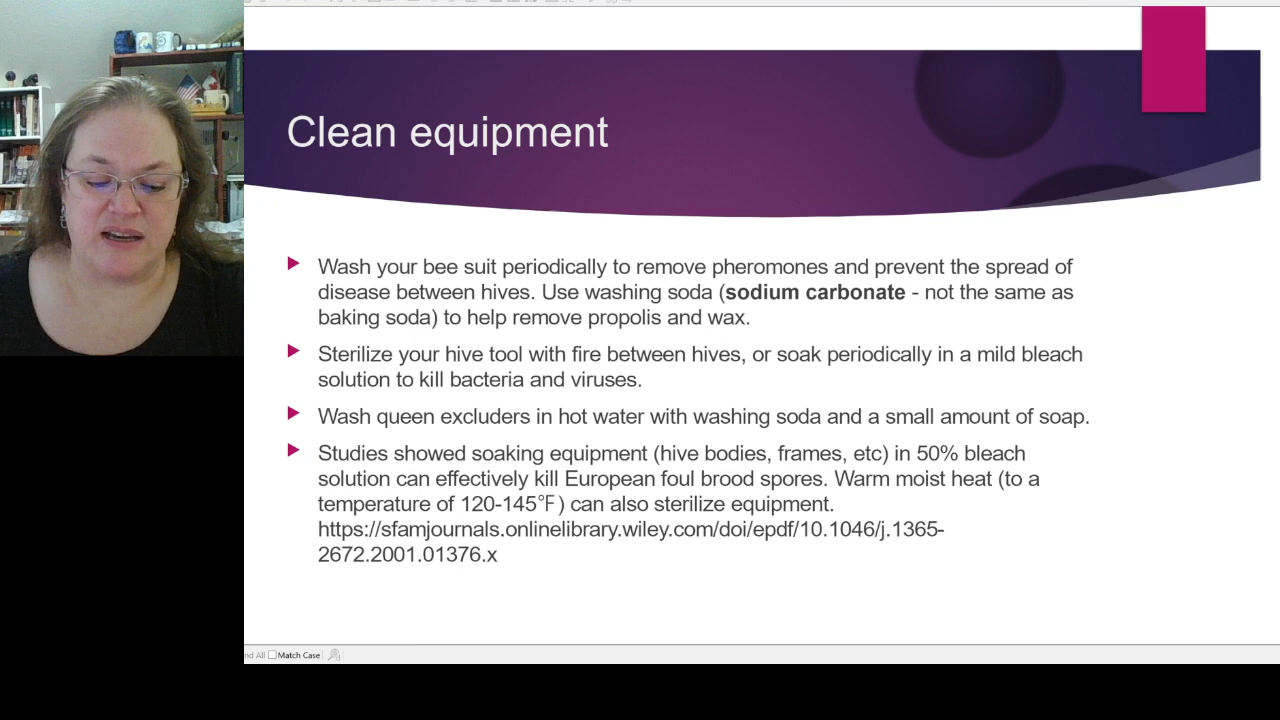 Clean equipment
Wash your bee suit periodically to remove pheromones and prevent the spread of
disease between hives. Use washing soda (sodium carbonate - not the same as
baking soda) to help remove propolis and wax.
Sterilize your hive tool with fire between hives, or soak periodically in a mild bleach
solution to kill bacteria and viruses.
Wash queen excluders in hot water with washing soda and a small amount of soap.
Studies showed soaking equipment (hive bodies, frames, etc) in 50% bleach
solution can effectively kill European foul brood spores. Warm moist heat (to a
temperature of 120-145℉) can also sterilize equipment.
https://sfamjournals.onlinelibrary.wiley.com/doi/epdf/10.1046/j.1365-
2672.2001.01376.x
nd All Match Case